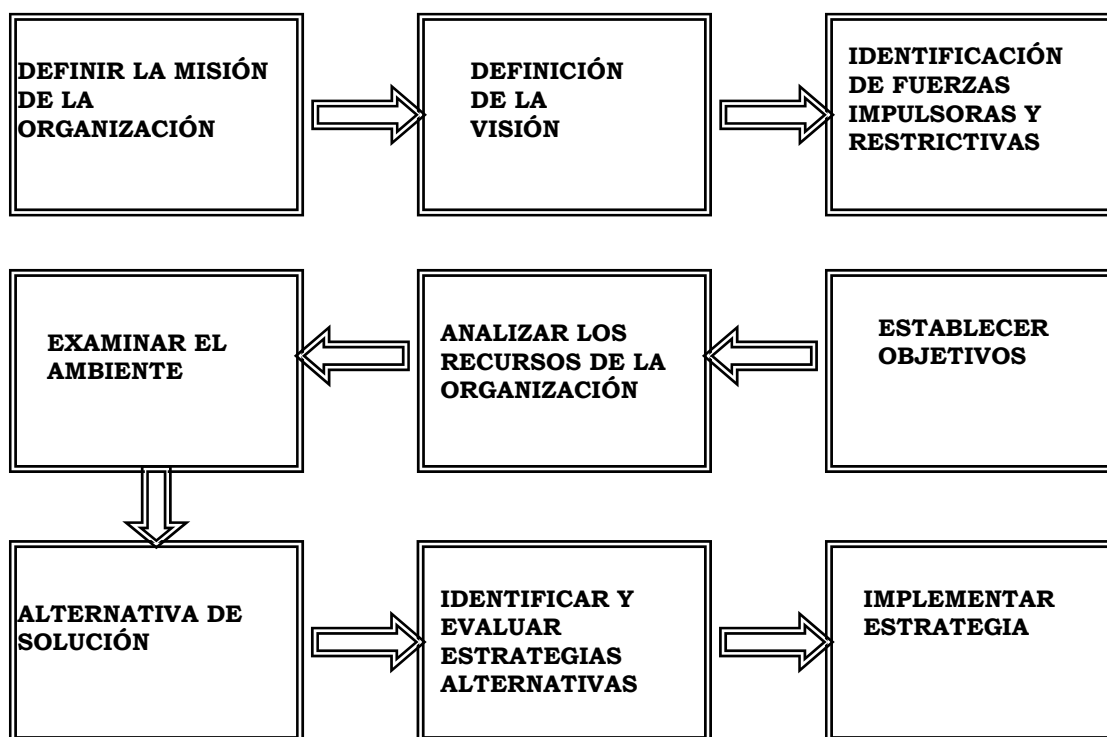 DEFINIR LA MISIÓN
DE LA
ORGANIZACIÓN
DEFINICIÓN
DE LA
VISIÓN
IDENTIFICACIÓN
DE FUERZAS
IMPULSORAS Y
RESTRICTIVAS
ESTABLECER
OBJETIVOS
ANALIZAR LOS
RECURSOS DE LA
ORGANIZACIÓN
EXAMINAR EL
AMBIENTE
ALTERNATIVA DE
SOLUCIÓN
IDENTIFICAR Y
EVALUAR
ESTRATEGIAS
ALTERNATIVAS
IMPLEMENTAR
ESTRATEGIA